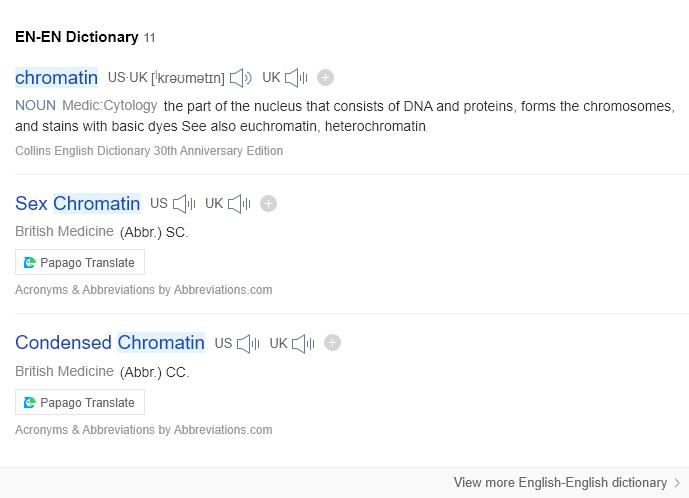 EN-EN Dictionary 11
chromatin US·UK [ˈkrəʊmətɪn] UK
NOUN Medic:Cytology the part of the nucleus that consists of DNA and proteins, forms the chromosomes,
and stains with basic dyes See also euchromatin, heterochromatin
Collins English Dictionary 30th Anniversary Edition
Sex Chromatin US UK
British Medicine (Abbr.) SC.
Papago Translate
Acronyms & Abbreviations by Abbreviations.com
Condensed Chromatin US UK
British Medicine (Abbr.) CC.
Papago Translate
Acronyms & Abbreviations by Abbreviations.com
View more English-English dictionary